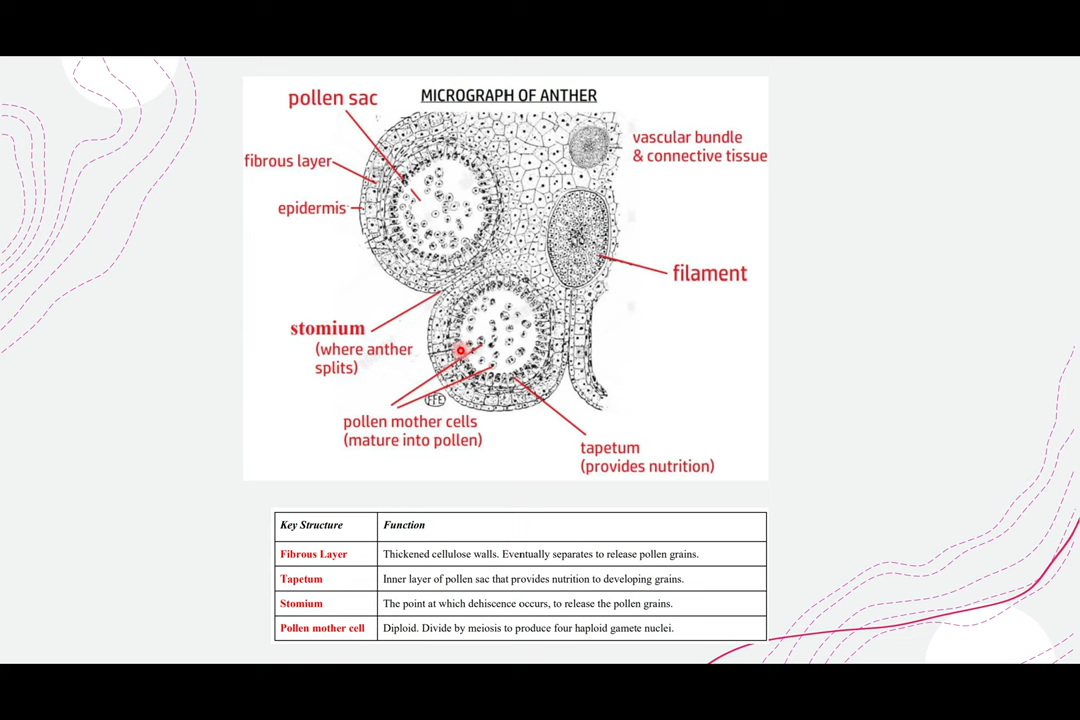 MICROGRAPH OF ANTHER
pollen sac
vascular bundle
& connective tissue
fibrous layer
epidermis
filament
stomium
(where anther
splits)
FFE
pollen mother cells
(mature into pollen)
tapetum
(provides nutrition)
Key Structure Function
Fibrous Layer Thickened cellulose walls. Eventually separates to release pollen grains.
Tapetum Inner layer of pollen sac that provides nutrition to developing grains.
Stomium The point at which dehiscence occurs, to release the pollen grains.
Pollen mother cell Diploid. Divide by meiosis to produce four haploid gamete nuclei.